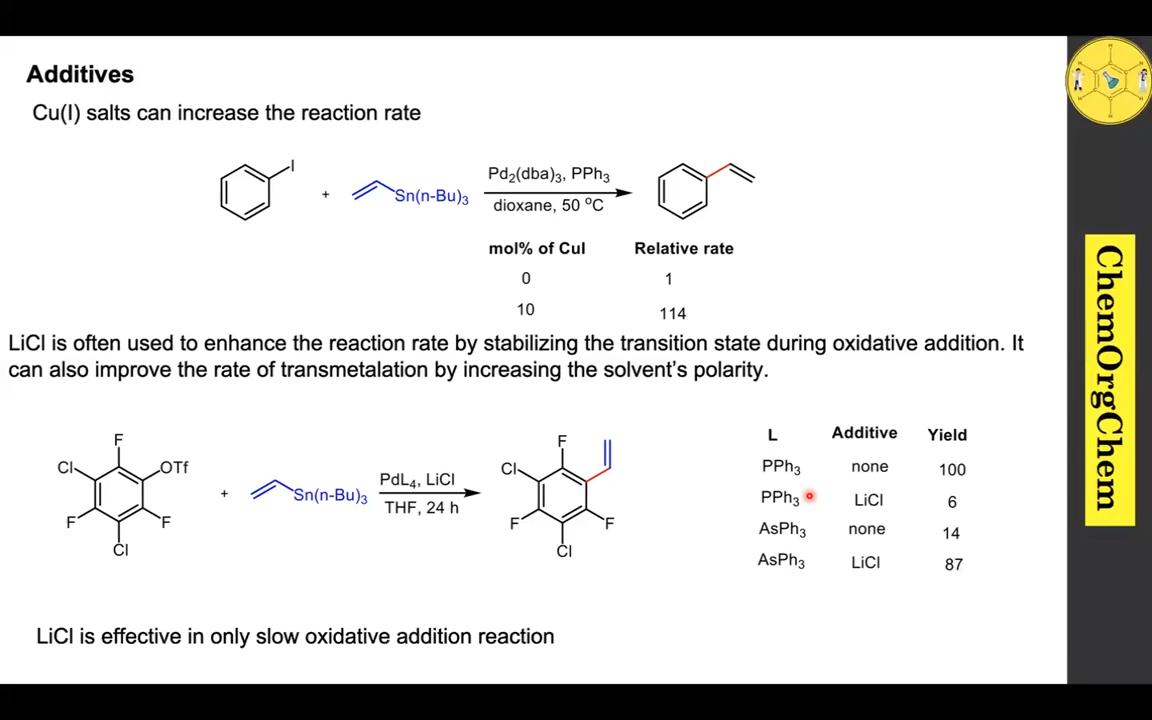 Additives
Cu(I) salts can increase the reaction rate
I
+
Sn(n-Bu)₃
Pd₂(dba)₃, PPh₃
dioxane, 50 ºC
mol% of CuI Relative rate
0 1
10 114
LiCl is often used to enhance the reaction rate by stabilizing the transition state during oxidative addition. It
can also improve the rate of transmetalation by increasing the solvent's polarity.
F
Cl
OTf
F
F
Cl
+
Sn(n-Bu)₃
PdL₄, LiCl
THF, 24 h
F
Cl
F
F
Cl
L Additive Yield
PPh₃ none 100
PPh₃ LiCl 6
AsPh₃ none 14
AsPh₃ LiCl 87
LiCl is effective in only slow oxidative addition reaction
ChemOrgChem